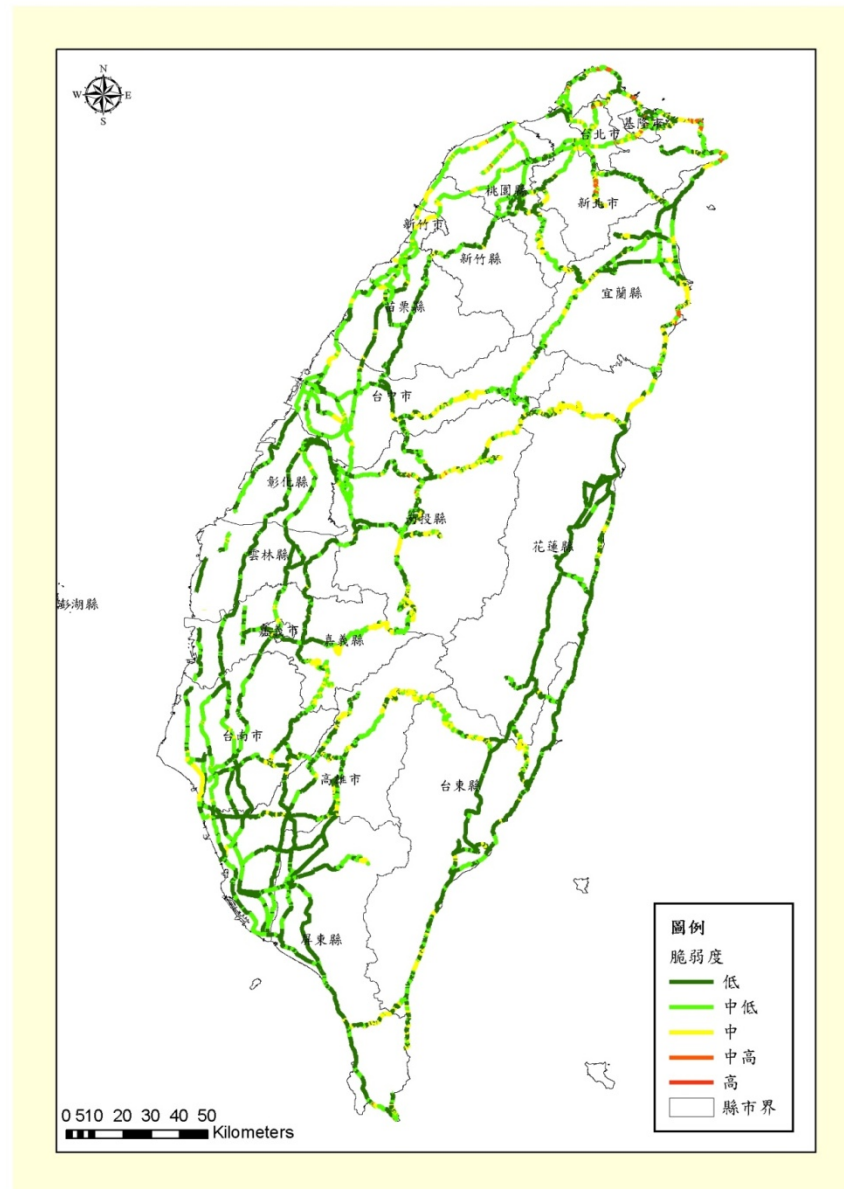 N
W E
S
基隆市
台北市
桃園縣
新北市
新竹市
新竹縣
宜蘭縣
苗栗縣
台中市
彰化縣
南投縣
花蓮縣
雲林縣
澎湖縣
嘉義市
嘉義縣
台南市
高雄市
台東縣
屏東縣
圖例
脆弱度
低
中低
中
中高
高
縣市界
0 510 20 30 40 50
Kilometers